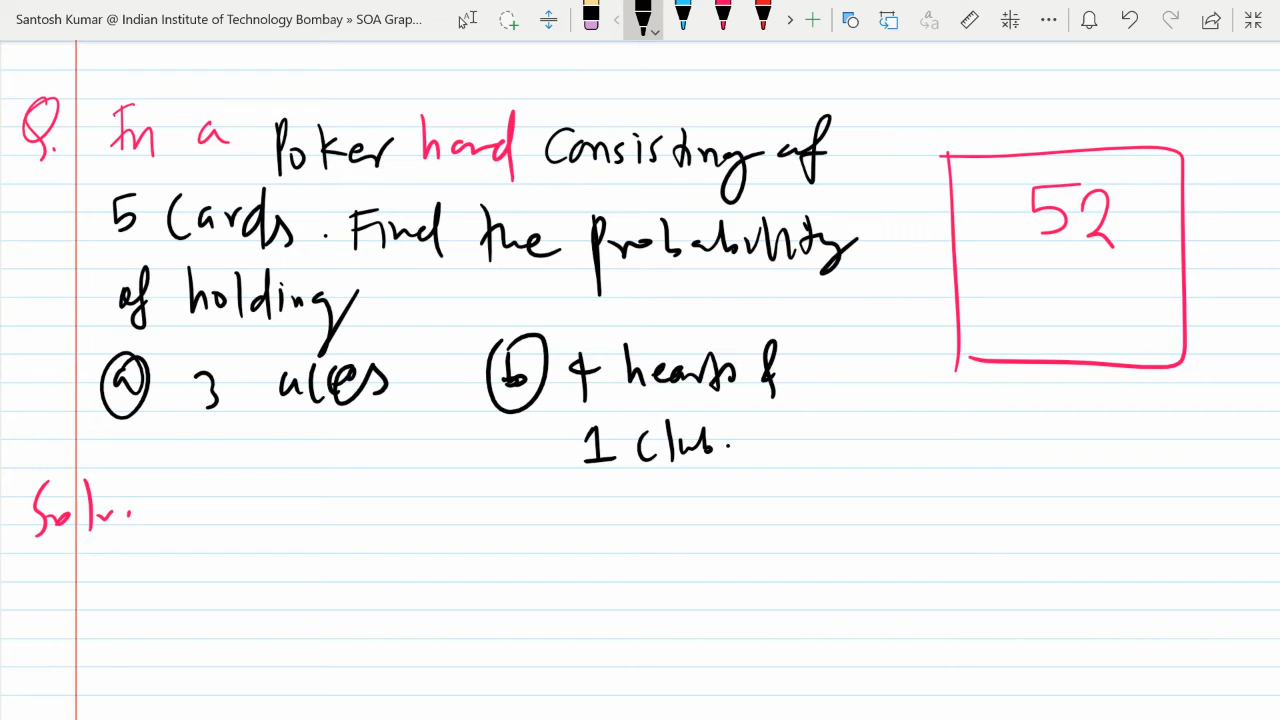 Santosh Kumar @ Indian Institute of Technology Bombay » SOA Grap...
Q. In a Poker hand consisting of
52
5 Cards. Find the probability
of holding
(a) 3 aces (b) 4 hearts &
1 club.
Soln.